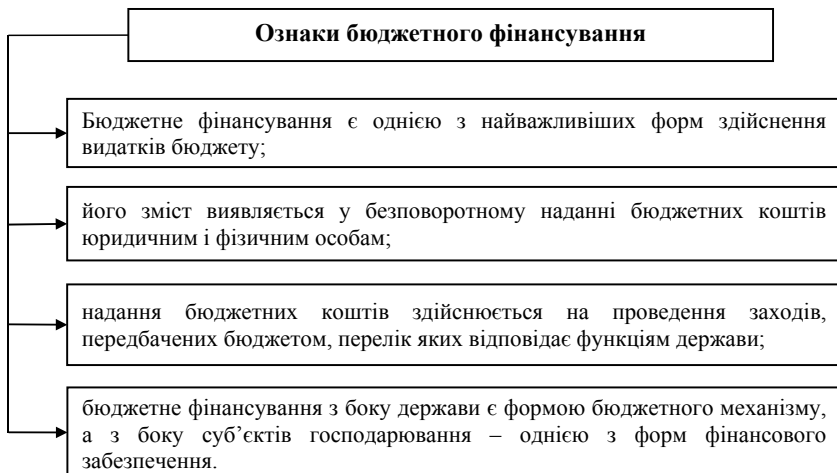 Ознаки бюджетного фінансування
Бюджетне фінансування є однією з найважливіших форм здійснення
видатків бюджету;
його зміст виявляється у безповоротному наданні бюджетних коштів
юридичним і фізичним особам;
надання бюджетних коштів здійснюється на проведення заходів,
передбачених бюджетом, перелік яких відповідає функціям держави;
бюджетне фінансування з боку держави є формою бюджетного механізму,
а з боку суб’єктів господарювання – однією з форм фінансового
забезпечення.